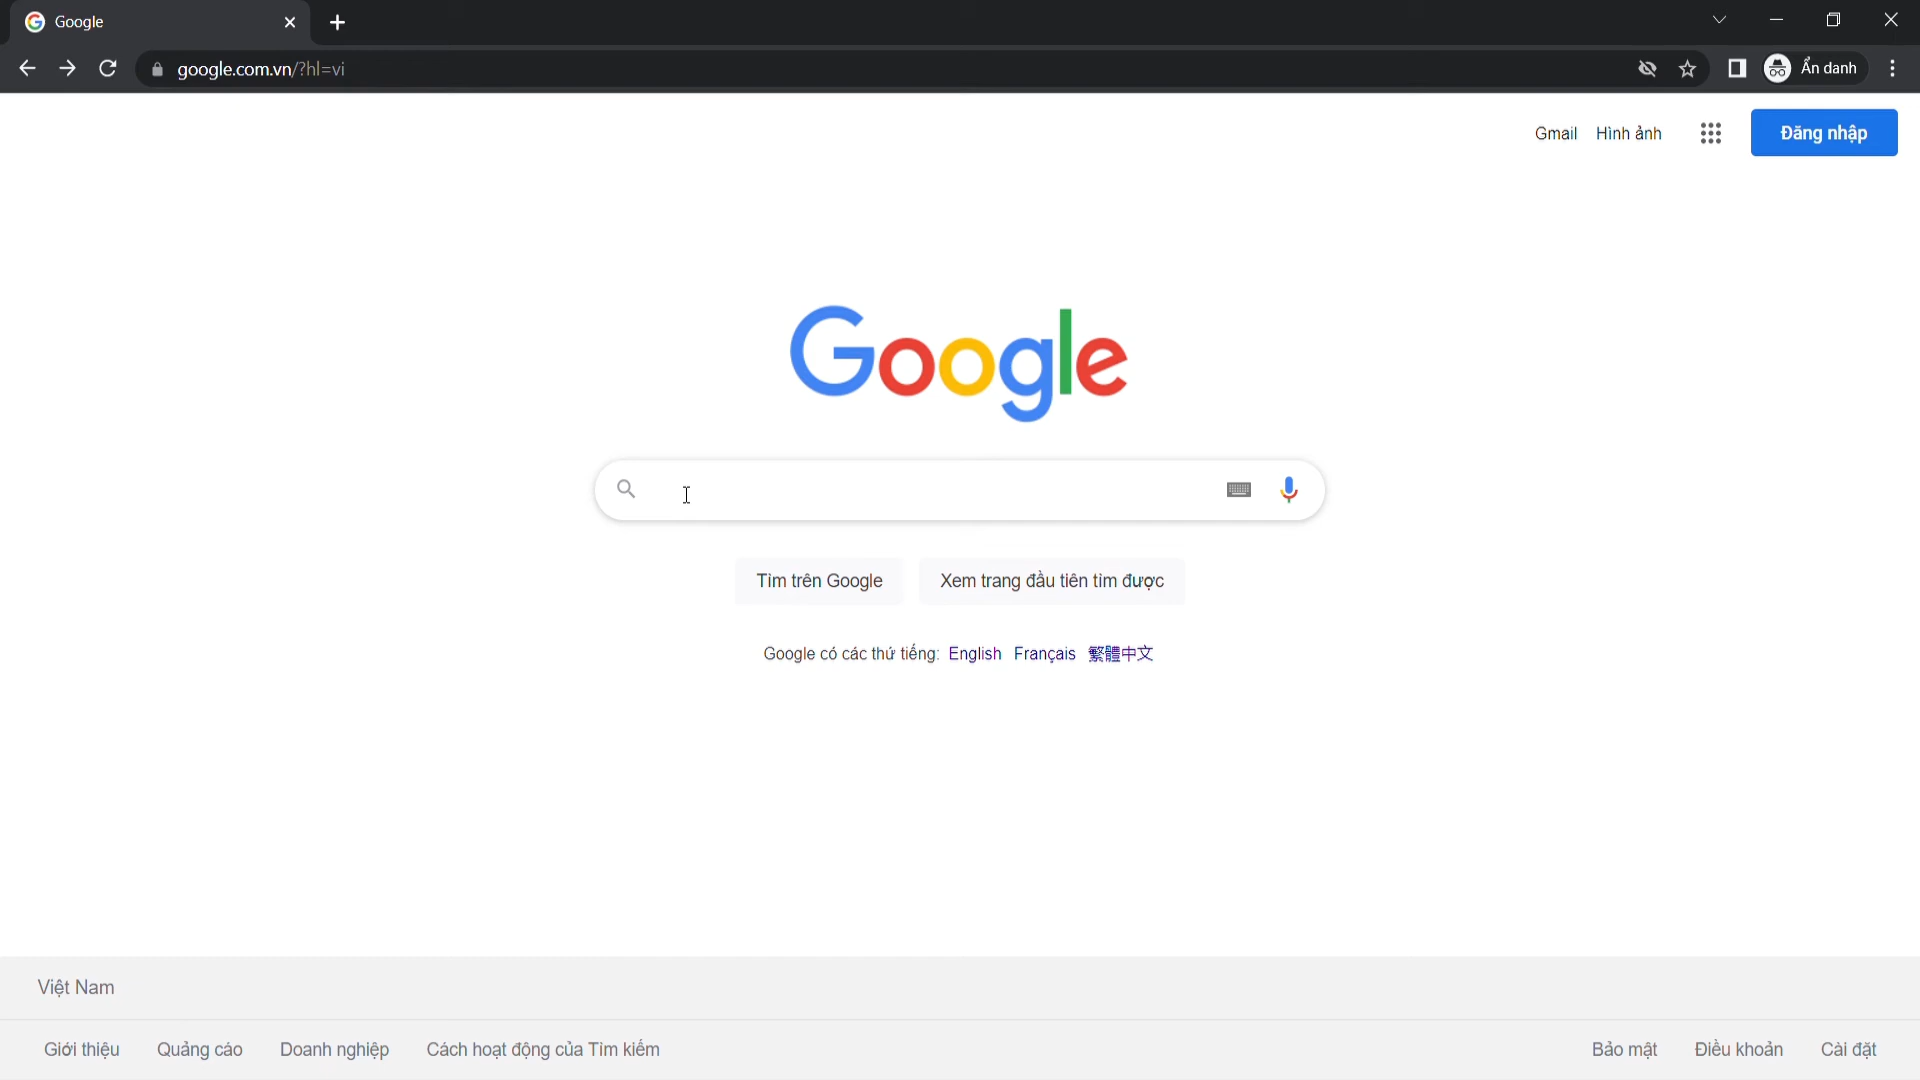 Google
google.com.vn/?hl=vi
Ẩn danh
Gmail Hình ảnh
Đăng nhập
Google
Tìm trên Google
Xem trang đầu tiên tìm được
Google có các thứ tiếng: English Français 繁體中文
Việt Nam
Giới thiệu Quảng cáo Doanh nghiệp Cách hoạt động của Tìm kiếm
Bảo mật Điều khoản Cài đặt